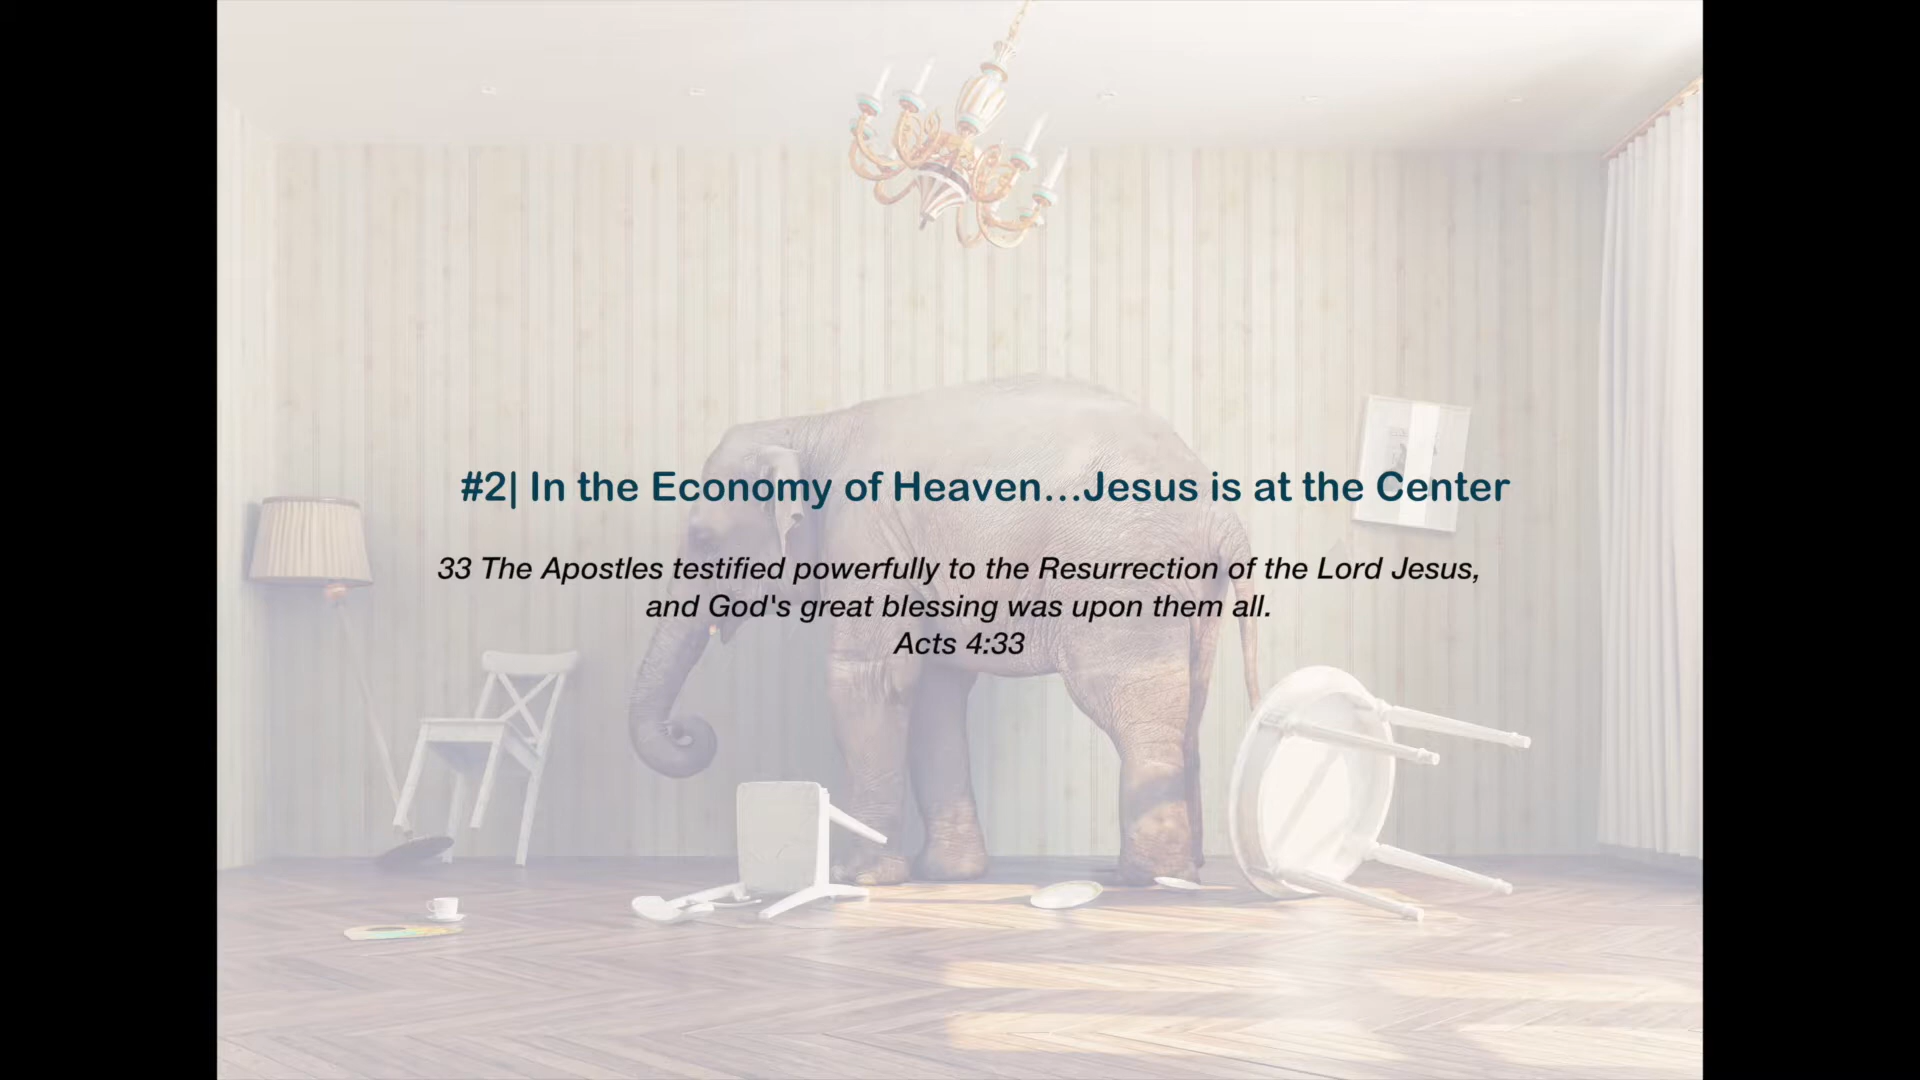 #2| In the Economy of Heaven...Jesus is at the Center
33 The Apostles testified powerfully to the Resurrection of the Lord Jesus,
and God's great blessing was upon them all.
Acts 4:33